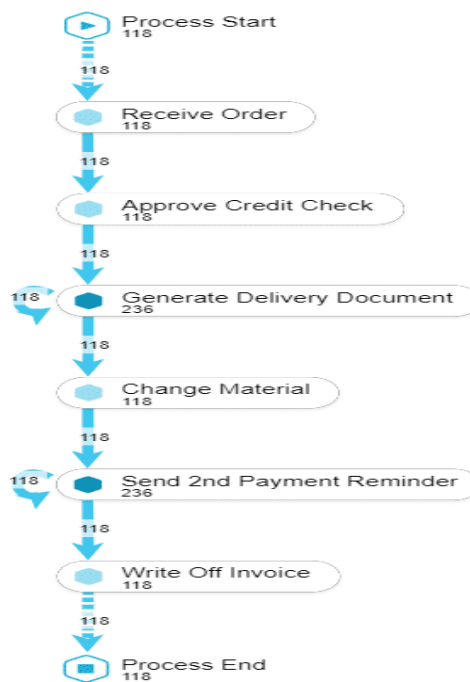 Process Start
118
118
Receive Order
118
118
Approve Credit Check
118
118
118 Generate Delivery Document
236
118
Change Material
118
118
118 Send 2nd Payment Reminder
236
118
Write Off Invoice
118
118
Process End
118